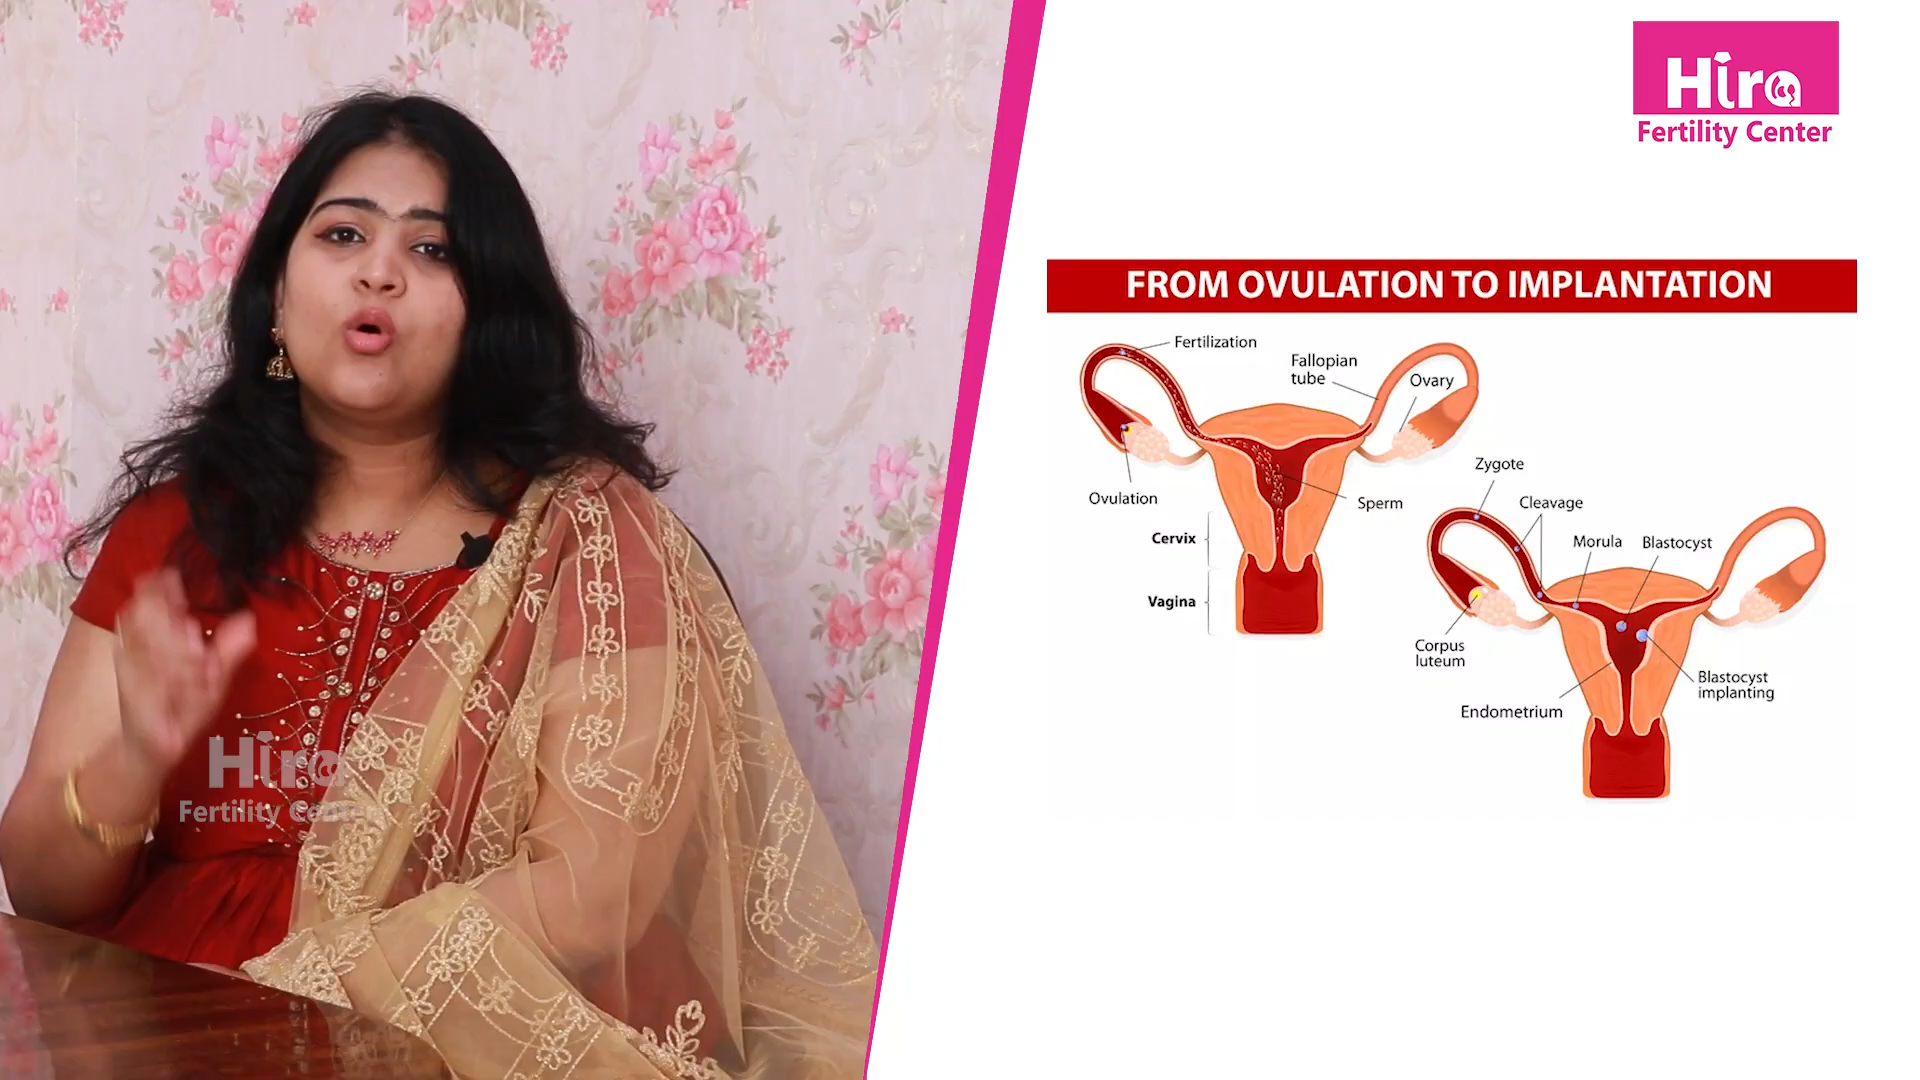 Hira
Fertility Center
FROM OVULATION TO IMPLANTATION
Fertilization
Fallopian
tube
Ovary
Ovulation
Sperm
Cervix
Vagina
Zygote
Cleavage
Morula
Blastocyst
Corpus
luteum
Blastocyst
implanting
Endometrium
Hira
Fertility Center